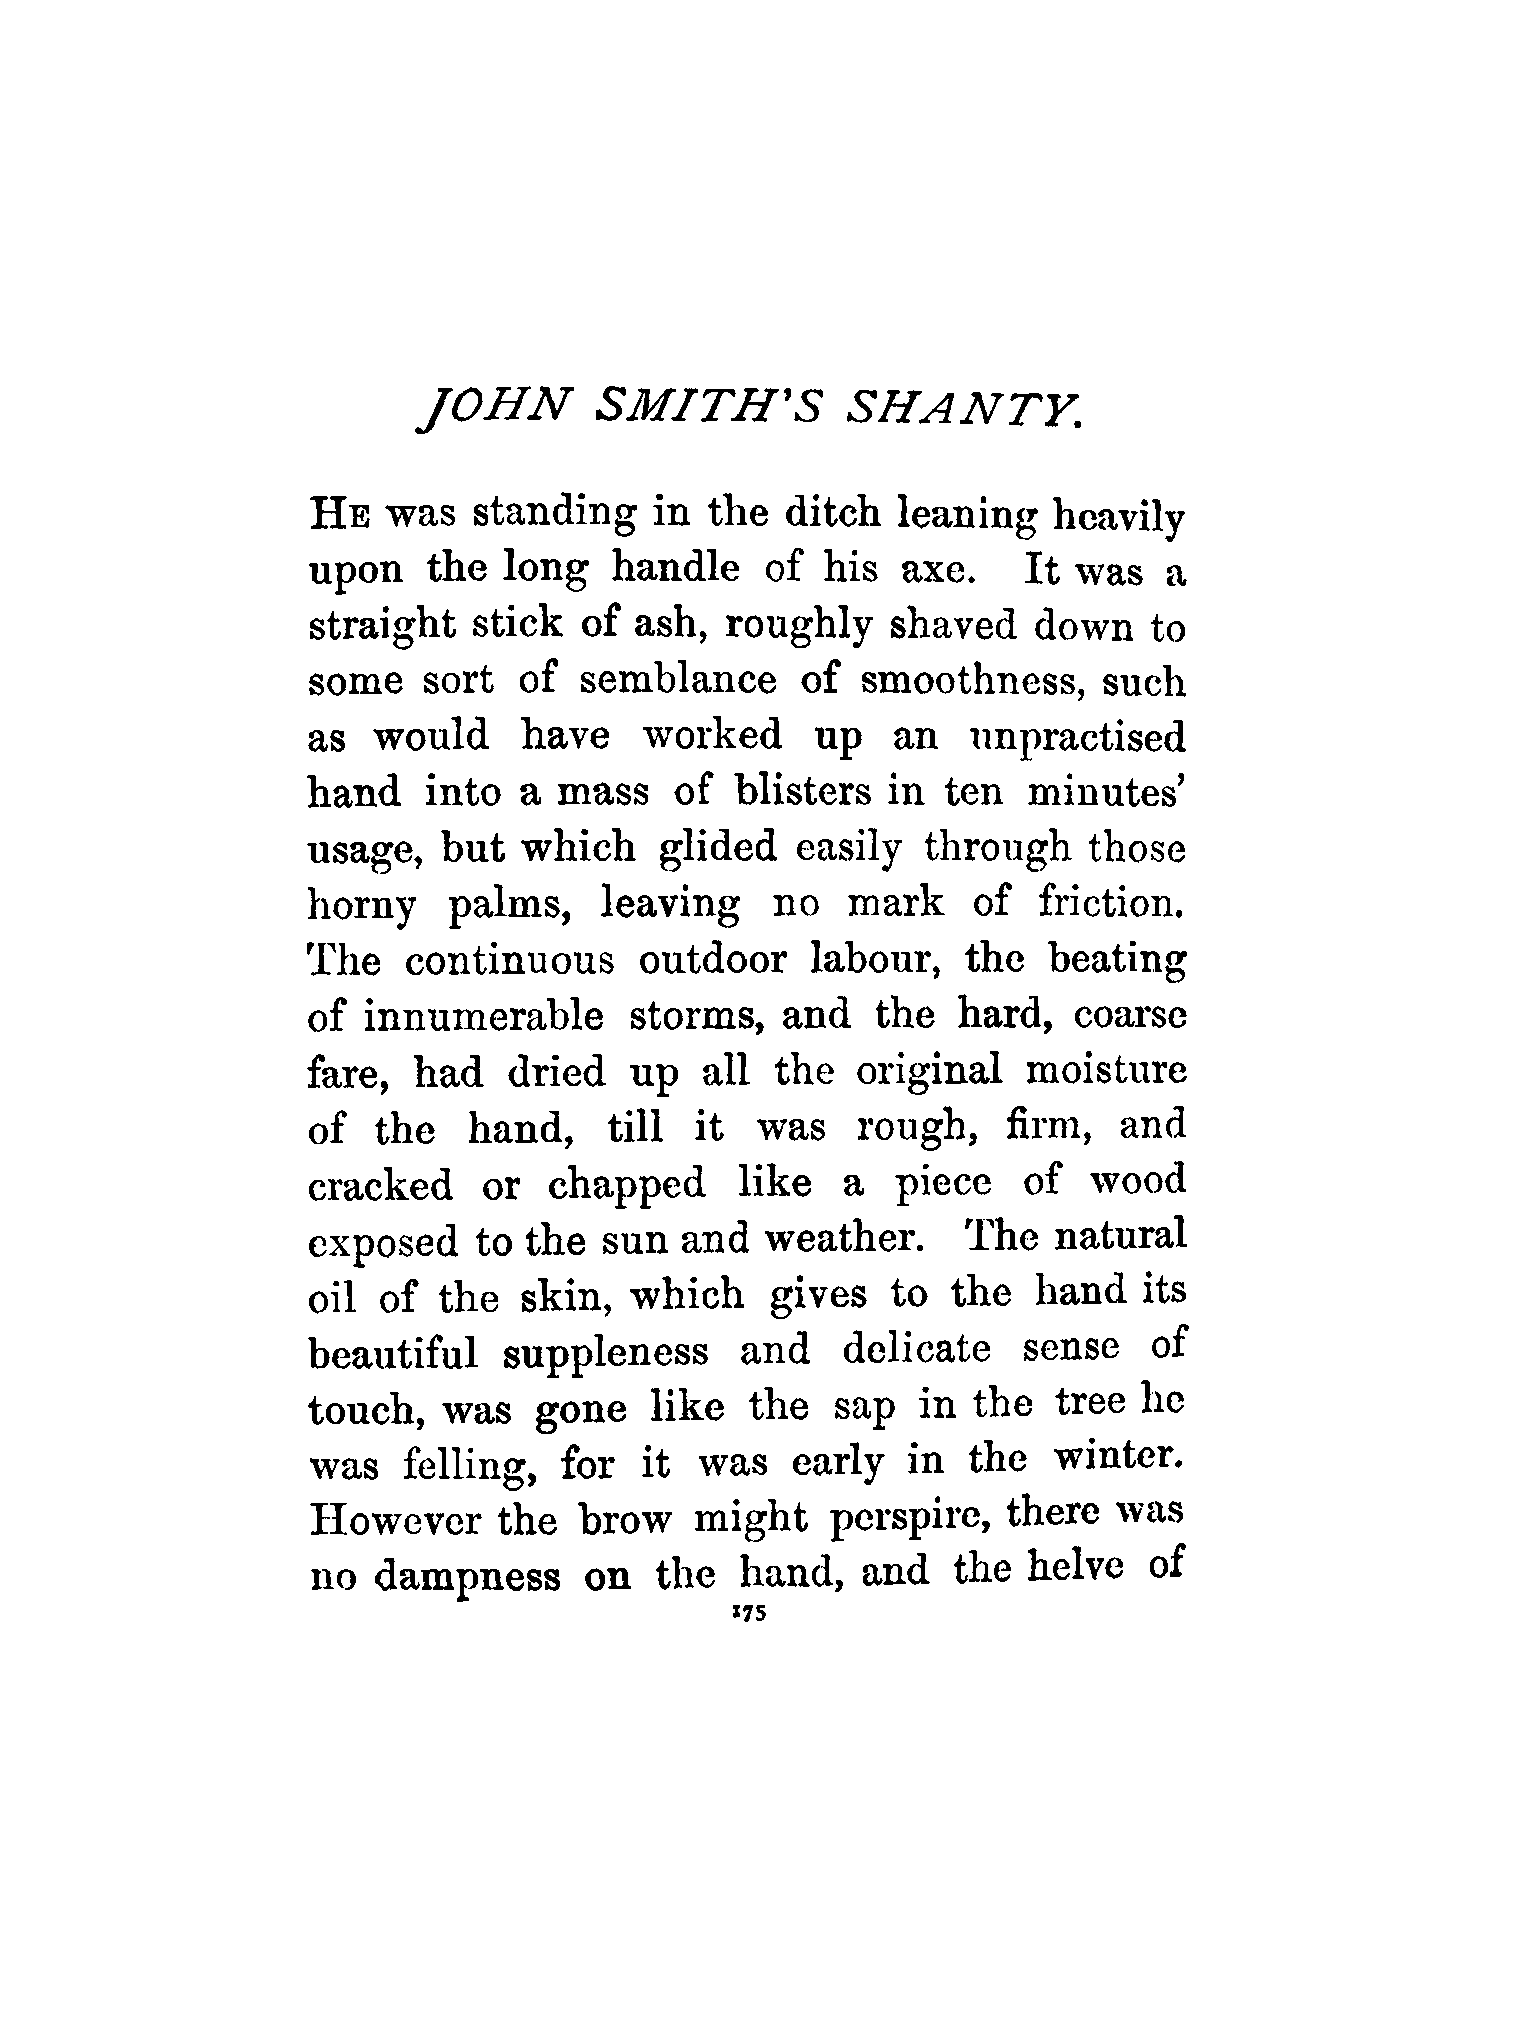 JOHN SMITH'S SHANTY.
HE was standing in the ditch leaning heavily
upon the long handle of his axe. It was a
straight stick of ash, roughly shaved down to
some sort of semblance of smoothness, such
as would have worked up an unpractised
hand into a mass of blisters in ten minutes'
usage, but which glided easily through those
horny palms, leaving no mark of friction.
The continuous outdoor labour, the beating
of innumerable storms, and the hard, coarse
fare, had dried up all the original moisture
of the hand, till it was rough, firm, and
cracked or chapped like a piece of wood
exposed to the sun and weather. The natural
oil of the skin, which gives to the hand its
beautiful suppleness and delicate sense of
touch, was gone like the sap in the tree he
was felling, for it was early in the winter.
However the brow might perspire, there was
no dampness on the hand, and the helve of
175